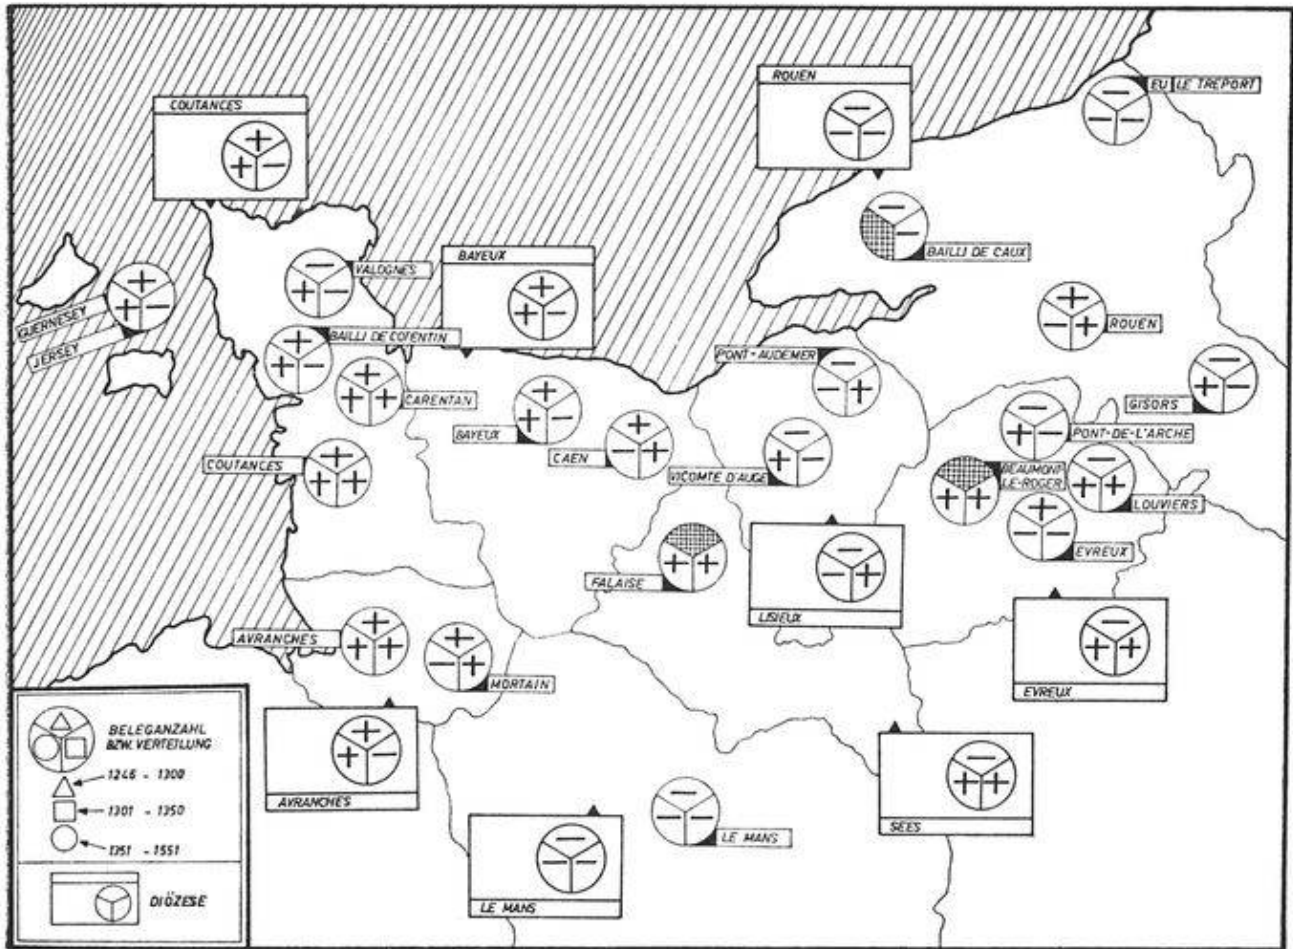 ROUEN
EU LE TREPORT
COUTANCES
BAILLI DE CAUX
BAYEUX
VALOGNES
GUERNESEY
JERSEY
BAILLI DE COTENTIN
ROUEN
PONT-AUDEMER
CARENTAN
GISORS
BAYEUX
PONT-DE-L'ARCHE
CAEN
COUTANCES
VICOMTE D'AUGE
BEAUMONT-
LE-ROGER
LOUVIERS
EVREUX
FALAISE
LISIEUX
AVRANCHES
MORTAIN
EVREUX
AVRANCHES
SEES
LE MANS
LE MANS
BELEGANZAHL
BZW. VERTEILUNG
1246 - 1300
1301 - 1350
1351 - 1551
DIÖZESE